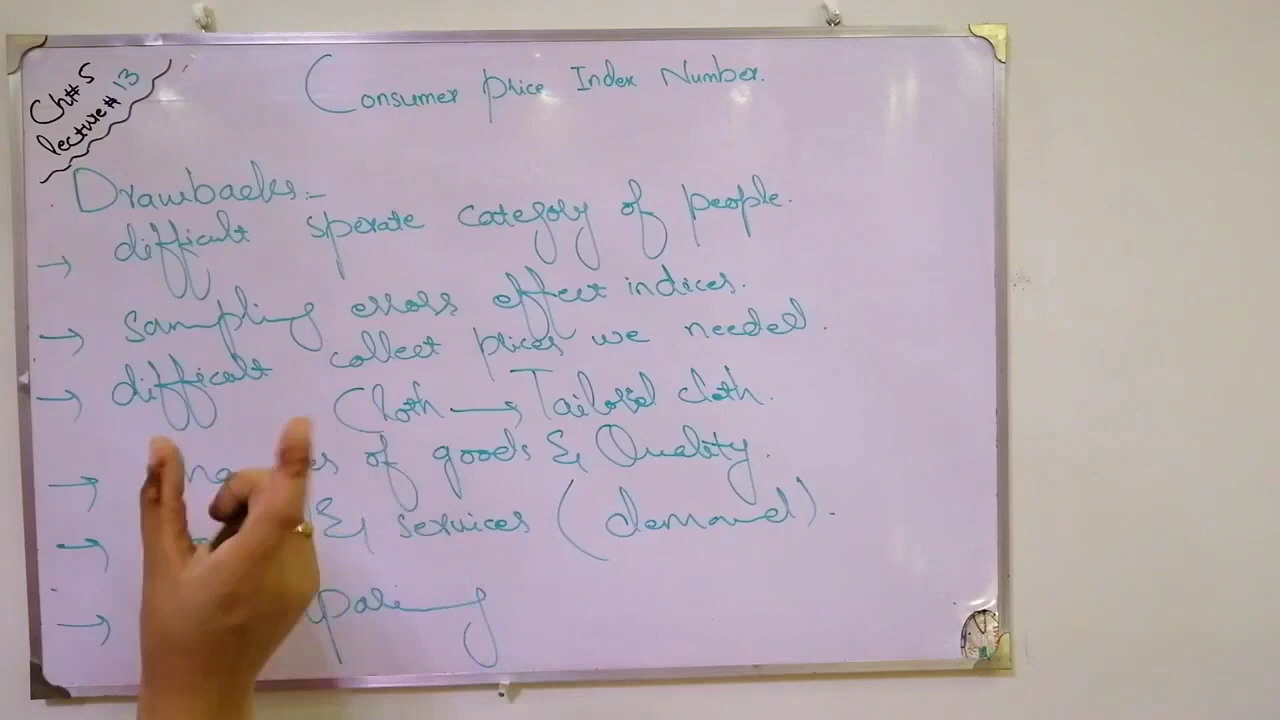 Ch# 5
lecture# 13
Consumer price Index Number.
Drawbacks:-
→ difficult sperate category of people.
→ Sampling errors effect indices.
→ difficult collect prices we needed.
Cloth → Tailored cloth.
→ of goods & Quality.
→ & services (demand).
→